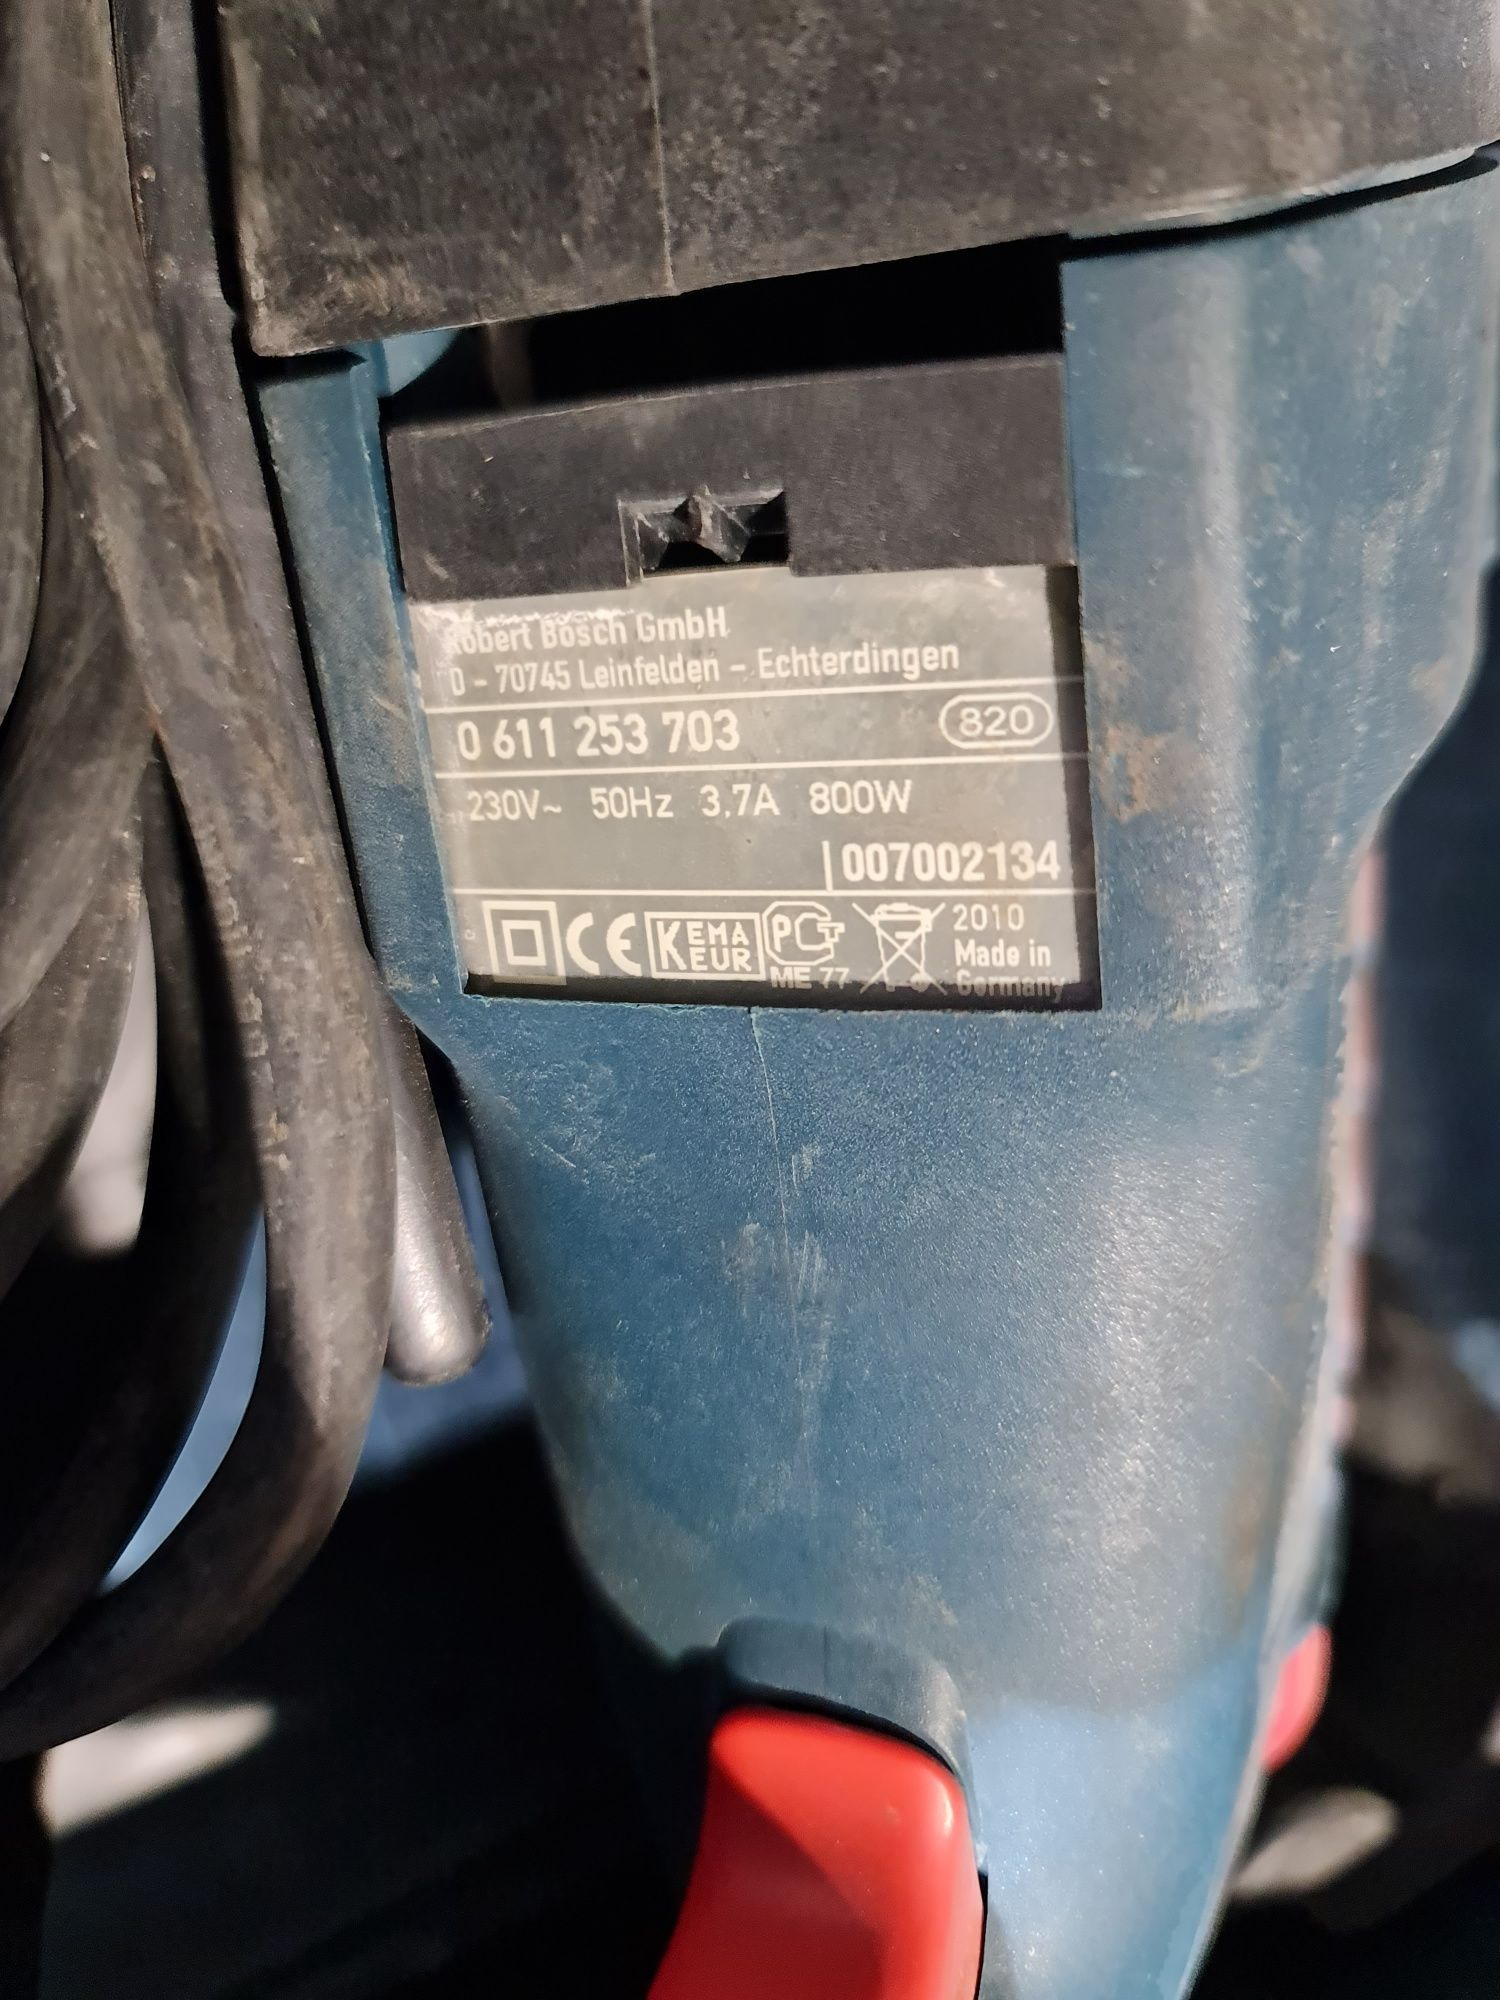 Robert Bosch GmbH
D - 70745 Leinfelden - Echterdingen
0 611 253 703 820
230V~ 50Hz 3,7A 800W
007002134
CE KEMA KEUR PCT 2010
ME 77 Made in
Germany